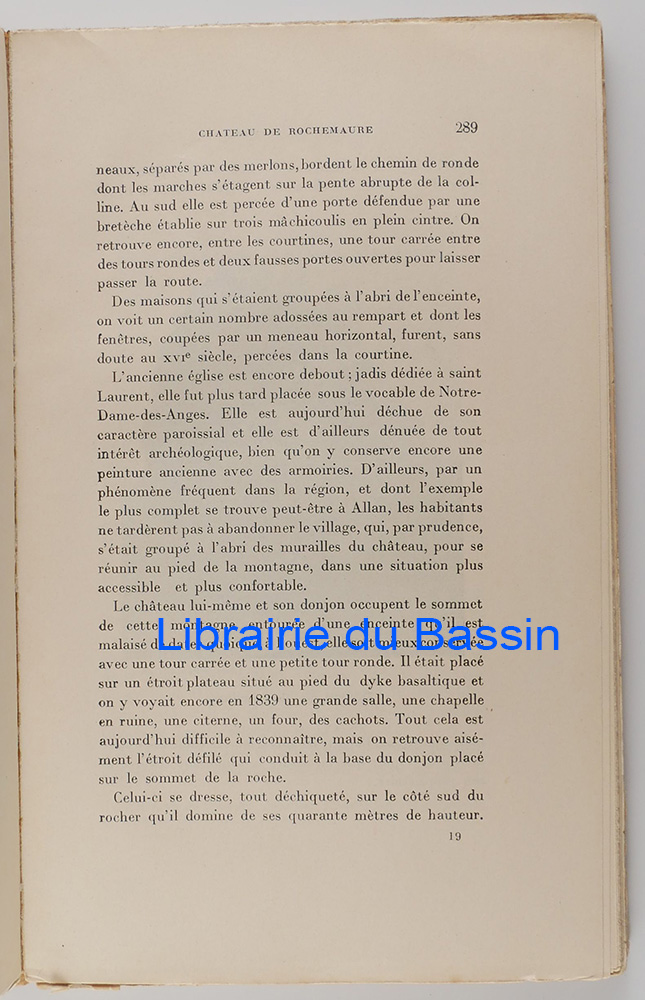 CHATEAU DE ROCHEMAURE 289
neaux, séparés par des merlons, bordent le chemin de ronde
dont les marches s'étagent sur la pente abrupte de la col-
line. Au sud elle est percée d'une porte défendue par une
bretèche établie sur trois mâchicoulis en plein cintre. On
retrouve encore, entre les courtines, une tour carrée entre
des tours rondes et deux fausses portes ouvertes pour laisser
passer la route.
Des maisons qui s'étaient groupées à l'abri de l'enceinte,
on voit un certain nombre adossées au rempart et dont les
fenêtres, coupées par un meneau horizontal, furent, sans
doute au XVIe siècle, percées dans la courtine.
L'ancienne église est encore debout ; jadis dédiée à saint
Laurent, elle fut plus tard placée sous le vocable de Notre-
Dame-des-Anges. Elle est aujourd'hui déchue de son
caractère paroissial et elle est d'ailleurs dénuée de tout
intérêt archéologique, bien qu'on y conserve encore une
peinture ancienne avec des armoiries. D'ailleurs, par un
phénomène fréquent dans la région, et dont l'exemple
le plus complet se trouve peut-être à Allan, les habitants
ne tardèrent pas à abandonner le village, qui, par prudence,
s'était groupé à l'abri des murailles du château, pour se
réunir au pied de la montagne, dans une situation plus
accessible et plus confortable.
Le château lui-même et son donjon occupent le sommet
de cette montagne entourée d'une enceinte qu'il est
Librairie du Bassin
malaisé de dater quoique à l'ouest elle soit mieux conservée
avec une tour carrée et une petite tour ronde. Il était placé
sur un étroit plateau situé au pied du dyke basaltique et
on y voyait encore en 1839 une grande salle, une chapelle
en ruine, une citerne, un four, des cachots. Tout cela est
aujourd'hui difficile à reconnaître, mais on retrouve aisé-
ment l'étroit défilé qui conduit à la base du donjon placé
sur le sommet de la roche.
Celui-ci se dresse, tout déchiqueté, sur le côté sud du
rocher qu'il domine de ses quarante mètres de hauteur.
19